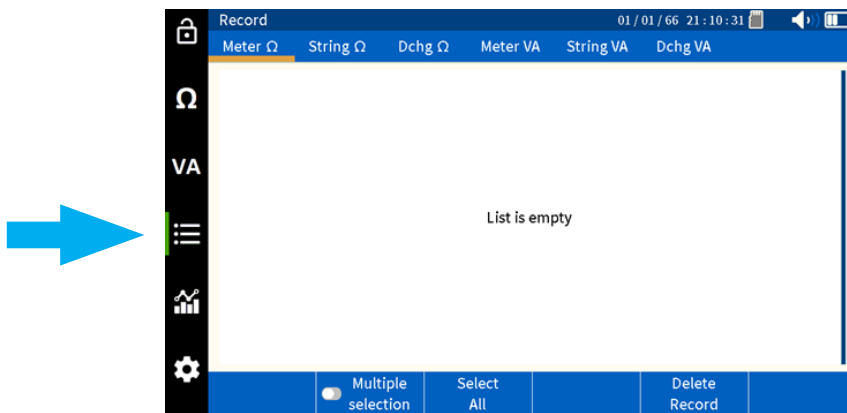 Record 01/01/66 21:10:31
Meter Ω String Ω Dchg Ω Meter VA String VA Dchg VA
Ω
VA
List is empty
Multiple selection
Select All
Delete Record